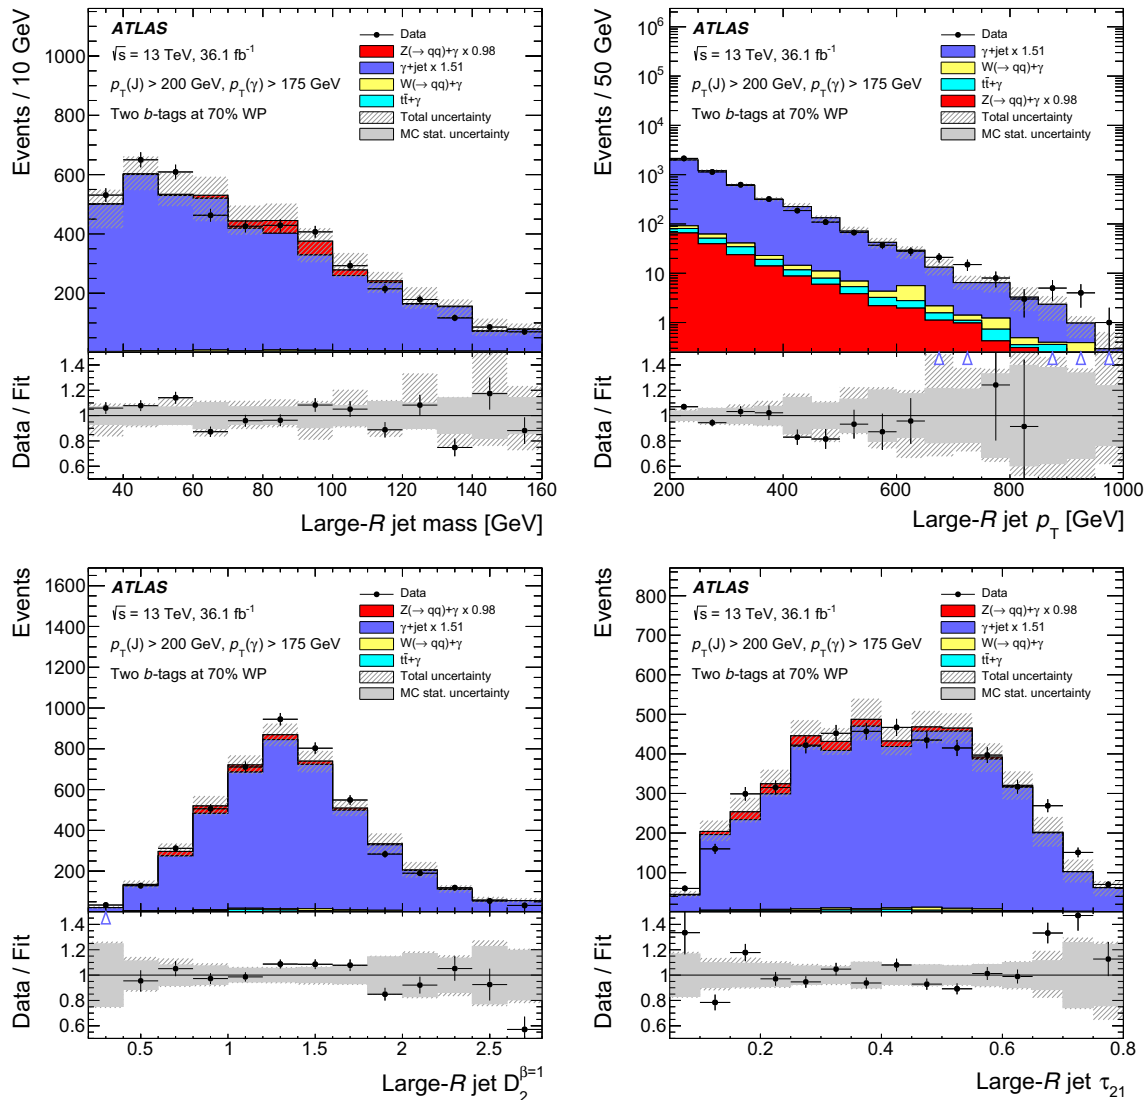 Events / 10 GeV
1000
800
600
400
200
ATLAS
√s = 13 TeV, 36.1 fb⁻¹
p_T(J) > 200 GeV, p_T(γ) > 175 GeV
Two b-tags at 70% WP
Data
Z(→ qq)+γ x 0.98
γ+jet x 1.51
W(→ qq)+γ
tt̄+γ
Total uncertainty
MC stat. uncertainty
Data / Fit
1.4
1.2
1
0.8
0.6
40 60 80 100 120 140 160
Large-R jet mass [GeV]
Events / 50 GeV
10⁶
10⁵
10⁴
10³
10²
10
1
ATLAS
√s = 13 TeV, 36.1 fb⁻¹
p_T(J) > 200 GeV, p_T(γ) > 175 GeV
Two b-tags at 70% WP
Data
γ+jet x 1.51
W(→ qq)+γ
tt̄+γ
Z(→ qq)+γ x 0.98
Total uncertainty
MC stat. uncertainty
Data / Fit
1.4
1.2
1
0.8
0.6
200 400 600 800 1000
Large-R jet p_T [GeV]
Events
1600
1400
1200
1000
800
600
400
200
ATLAS
√s = 13 TeV, 36.1 fb⁻¹
p_T(J) > 200 GeV, p_T(γ) > 175 GeV
Two b-tags at 70% WP
Data
Z(→ qq)+γ x 0.98
γ+jet x 1.51
W(→ qq)+γ
tt̄+γ
Total uncertainty
MC stat. uncertainty
Data / Fit
1.4
1.2
1
0.8
0.6
0.5 1 1.5 2 2.5
Large-R jet D₂^β=1
Events
800
700
600
500
400
300
200
100
ATLAS
√s = 13 TeV, 36.1 fb⁻¹
p_T(J) > 200 GeV, p_T(γ) > 175 GeV
Two b-tags at 70% WP
Data
Z(→ qq)+γ x 0.98
γ+jet x 1.51
W(→ qq)+γ
tt̄+γ
Total uncertainty
MC stat. uncertainty
Data / Fit
1.4
1.2
1
0.8
0.6
0.2 0.4 0.6 0.8
Large-R jet τ₂₁